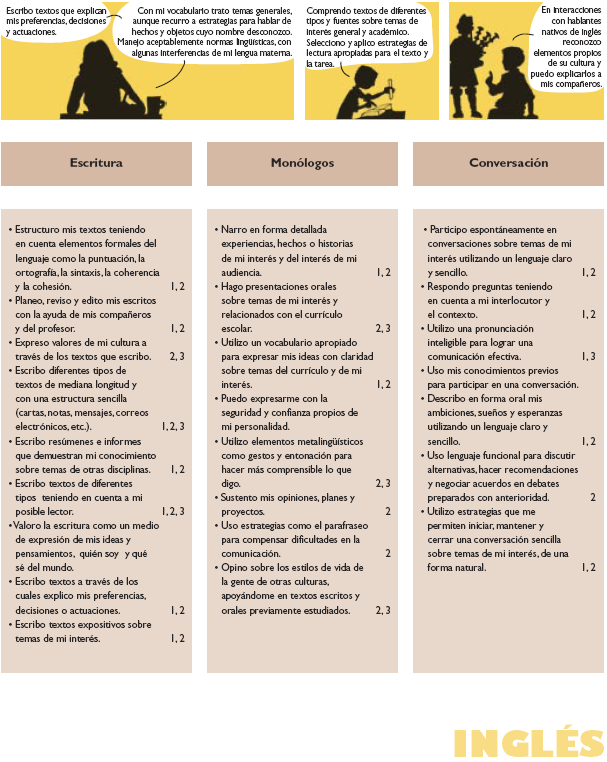 Escribo textos que explican
mis preferencias, decisiones
y actuaciones.
Con mi vocabulario trato temas generales,
aunque recurro a estrategias para hablar de
hechos y objetos cuyo nombre desconozco.
Manejo aceptablemente normas lingüísticas, con
algunas interferencias de mi lengua materna.
Comprendo textos de diferentes
tipos y fuentes sobre temas de
interés general y académico.
Selecciono y aplico estrategias de
lectura apropiadas para el texto y
la tarea.
En interacciones
con hablantes
nativos de inglés
reconozco
elementos propios
de su cultura y
puedo explicarlos a
mis compañeros.
Escritura
• Estructuro mis textos teniendo
en cuenta elementos formales del
lenguaje como la puntuación, la
ortografía, la sintaxis, la coherencia
y la cohesión. 1, 2
• Planeo, reviso y edito mis escritos
con la ayuda de mis compañeros
y del profesor. 1, 2
• Expreso valores de mi cultura a
través de los textos que escribo. 2, 3
• Escribo diferentes tipos de
textos de mediana longitud y
con una estructura sencilla
(cartas, notas, mensajes, correos
electrónicos, etc.). 1, 2, 3
• Escribo resúmenes e informes
que demuestran mi conocimiento
sobre temas de otras disciplinas. 1, 2
• Escribo textos de diferentes
tipos teniendo en cuenta a mi
posible lector. 1, 2, 3
• Valoro la escritura como un medio
de expresión de mis ideas y
pensamientos, quién soy y qué
sé del mundo.
• Escribo textos a través de los
cuales explico mis preferencias,
decisiones o actuaciones. 1, 2
• Escribo textos expositivos sobre
temas de mi interés. 1, 2
Monólogos
• Narro en forma detallada
experiencias, hechos o historias
de mi interés y del interés de mi
audiencia. 1, 2
• Hago presentaciones orales
sobre temas de mi interés y
relacionados con el currículo
escolar. 2, 3
• Utilizo un vocabulario apropiado
para expresar mis ideas con claridad
sobre temas del currículo y de mi
interés. 1, 2
• Puedo expresarme con la
seguridad y confianza propios de
mi personalidad.
• Utilizo elementos metalingüísticos
como gestos y entonación para
hacer más comprensible lo que
digo. 2, 3
• Sustento mis opiniones, planes y
proyectos. 2
• Uso estrategias como el parafraseo
para compensar dificultades en la
comunicación. 2
• Opino sobre los estilos de vida de
la gente de otras culturas,
apoyándome en textos escritos y
orales previamente estudiados. 2, 3
Conversación
• Participo espontáneamente en
conversaciones sobre temas de mi
interés utilizando un lenguaje claro
y sencillo. 1, 2
• Respondo preguntas teniendo
en cuenta a mi interlocutor y
el contexto. 1, 2
• Utilizo una pronunciación
inteligible para lograr una
comunicación efectiva. 1, 3
• Uso mis conocimientos previos
para participar en una conversación.
• Describo en forma oral mis
ambiciones, sueños y esperanzas
utilizando un lenguaje claro y
sencillo. 1, 2
• Uso lenguaje funcional para discutir
alternativas, hacer recomendaciones
y negociar acuerdos en debates
preparados con anterioridad. 2
• Utilizo estrategias que me
permiten iniciar, mantener y
cerrar una conversación sencilla
sobre temas de mi interés, de una
forma natural. 1, 2
INGLÉS